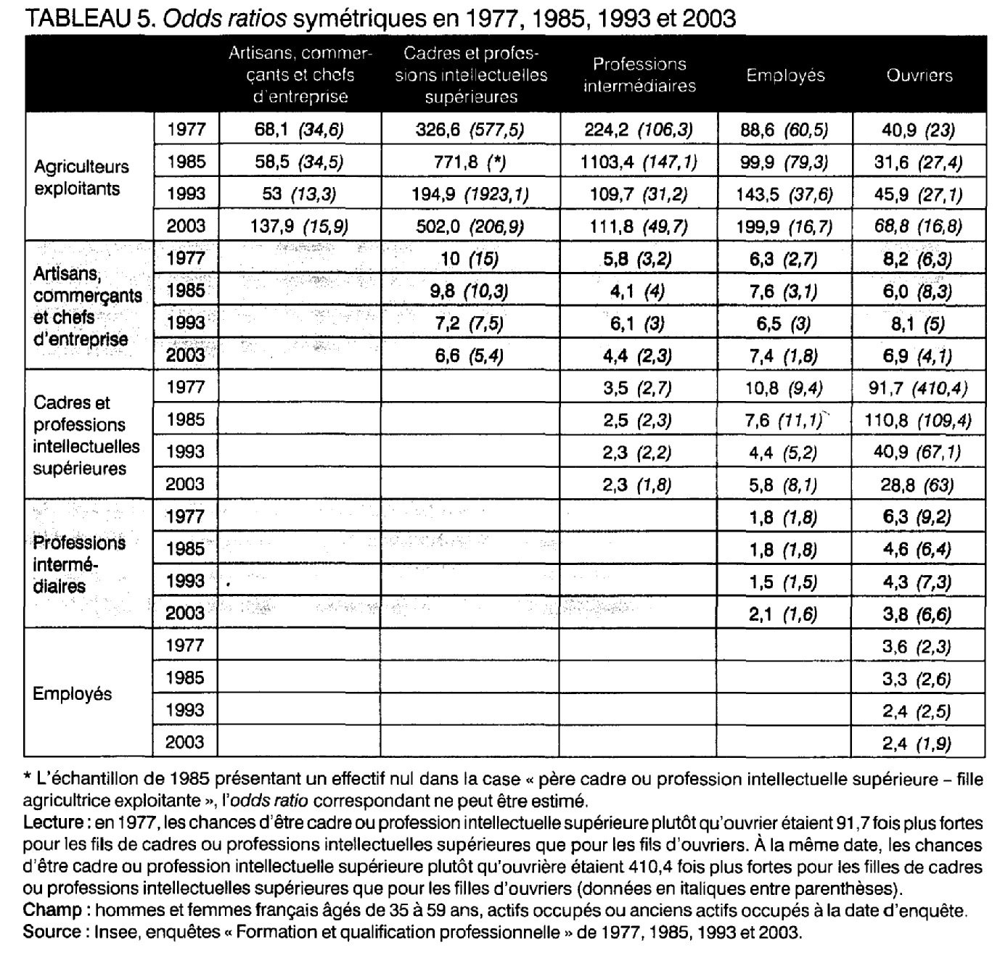 TABLEAU 5. Odds ratios symétriques en 1977, 1985, 1993 et 2003
Artisans, commer-
çants et chefs
d'entreprise
Cadres et profes-
sions intellectuelles
supérieures
Professions
intermédiaires
Employés
Ouvriers
Agriculteurs
exploitants
1977 68,1 (34,6) 326,6 (577,5) 224,2 (106,3) 88,6 (60,5) 40,9 (23)
1985 58,5 (34,5) 771,8 (*) 1103,4 (147,1) 99,9 (79,3) 31,6 (27,4)
1993 53 (13,3) 194,9 (1923,1) 109,7 (31,2) 143,5 (37,6) 45,9 (27,1)
2003 137,9 (15,9) 502,0 (206,9) 111,8 (49,7) 199,9 (16,7) 68,8 (16,8)
Artisans,
commerçants
et chefs
d'entreprise
1977 10 (15) 5,8 (3,2) 6,3 (2,7) 8,2 (6,3)
1985 9,8 (10,3) 4,1 (4) 7,6 (3,1) 6,0 (8,3)
1993 7,2 (7,5) 6,1 (3) 6,5 (3) 8,1 (5)
2003 6,6 (5,4) 4,4 (2,3) 7,4 (1,8) 6,9 (4,1)
Cadres et
professions
intellectuelles
supérieures
1977 3,5 (2,7) 10,8 (9,4) 91,7 (410,4)
1985 2,5 (2,3) 7,6 (11,1) 110,8 (109,4)
1993 2,3 (2,2) 4,4 (5,2) 40,9 (67,1)
2003 2,3 (1,8) 5,8 (8,1) 28,8 (63)
Professions
intermé-
diaires
1977 1,8 (1,8) 6,3 (9,2)
1985 1,8 (1,8) 4,6 (6,4)
1993 1,5 (1,5) 4,3 (7,3)
2003 2,1 (1,6) 3,8 (6,6)
Employés
1977 3,6 (2,3)
1985 3,3 (2,6)
1993 2,4 (2,5)
2003 2,4 (1,9)
* L'échantillon de 1985 présentant un effectif nul dans la case « père cadre ou profession intellectuelle supérieure – fille
agricultrice exploitante », l'odds ratio correspondant ne peut être estimé.
Lecture : en 1977, les chances d'être cadre ou profession intellectuelle supérieure plutôt qu'ouvrier étaient 91,7 fois plus fortes
pour les fils de cadres ou professions intellectuelles supérieures que pour les fils d'ouvriers. À la même date, les chances
d'être cadre ou profession intellectuelle supérieure plutôt qu'ouvrière étaient 410,4 fois plus fortes pour les filles de cadres
ou professions intellectuelles supérieures que pour les filles d'ouvriers (données en italiques entre parenthèses).
Champ : hommes et femmes français âgés de 35 à 59 ans, actifs occupés ou anciens actifs occupés à la date d'enquête.
Source : Insee, enquêtes « Formation et qualification professionnelle » de 1977, 1985, 1993 et 2003.